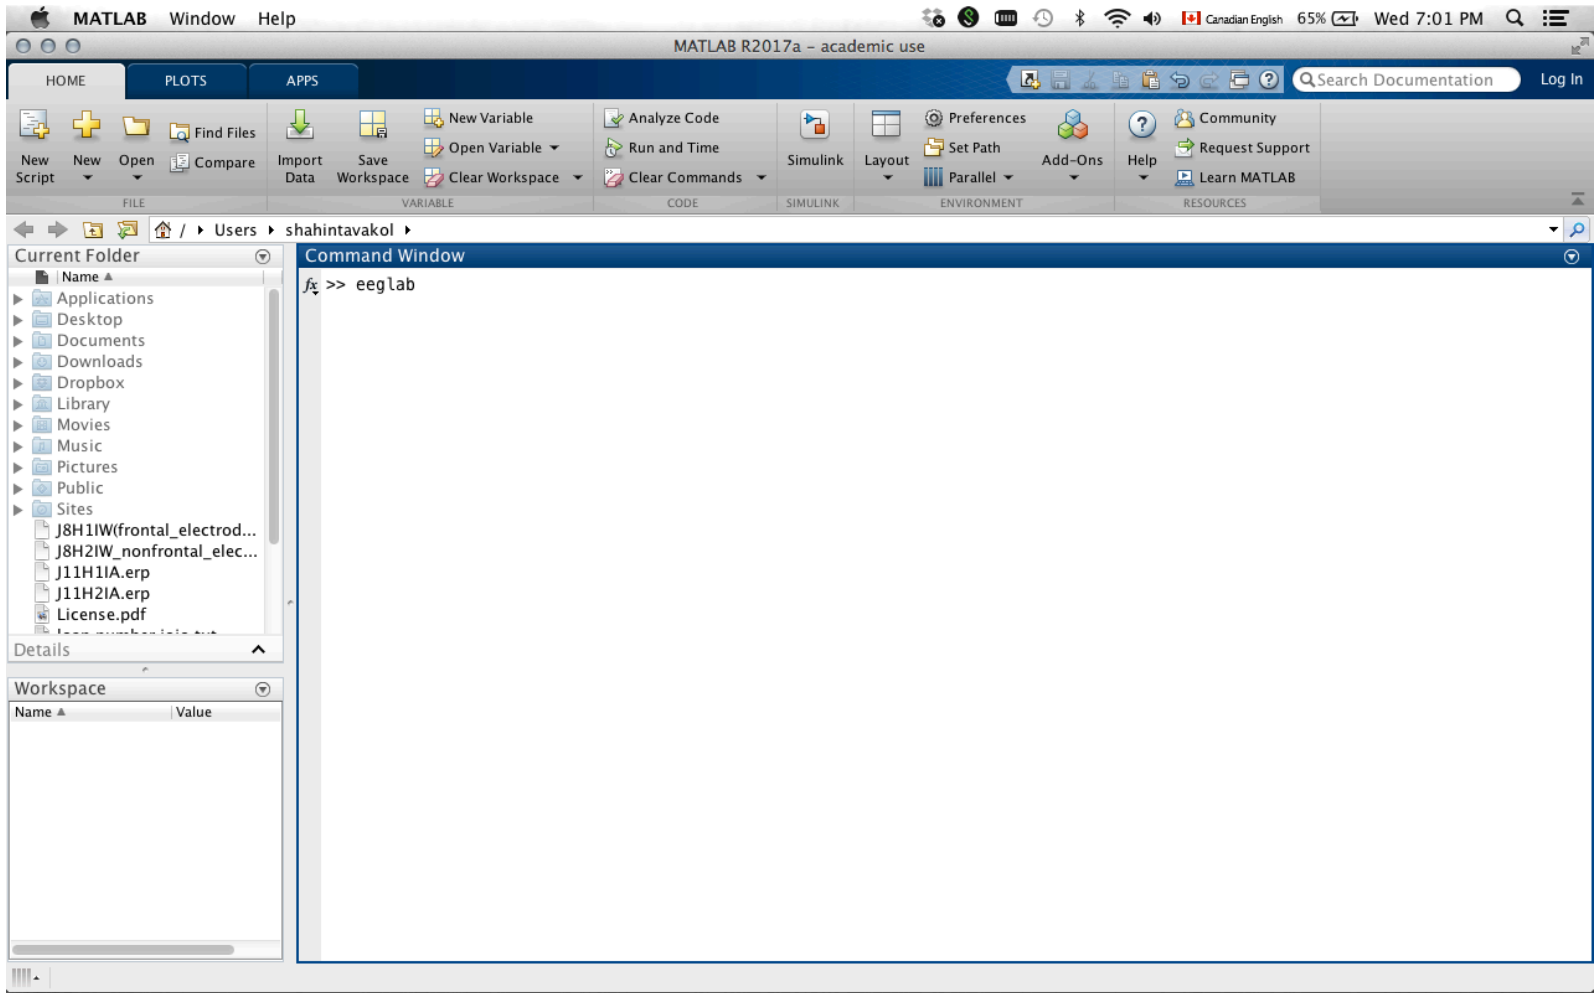 MATLAB Window Help Canadian English 65% Wed 7:01 PM
MATLAB R2017a - academic use
HOME PLOTS APPS Search Documentation Log In
New Script
New
Open
Find Files
Compare
FILE
Import Data
Save Workspace
New Variable
Open Variable
Clear Workspace
VARIABLE
Analyze Code
Run and Time
Clear Commands
CODE
Simulink
SIMULINK
Layout
Preferences
Set Path
Parallel
Add-Ons
ENVIRONMENT
Help
Community
Request Support
Learn MATLAB
RESOURCES
/ Users shahintavakol
Current Folder
Name
Applications
Desktop
Documents
Downloads
Dropbox
Library
Movies
Music
Pictures
Public
Sites
J8H1IW(frontal_electrod...
J8H2IW_nonfrontal_elec...
J11H1IA.erp
J11H2IA.erp
License.pdf
Details
Workspace
Name Value
Command Window
fx >> eeglab